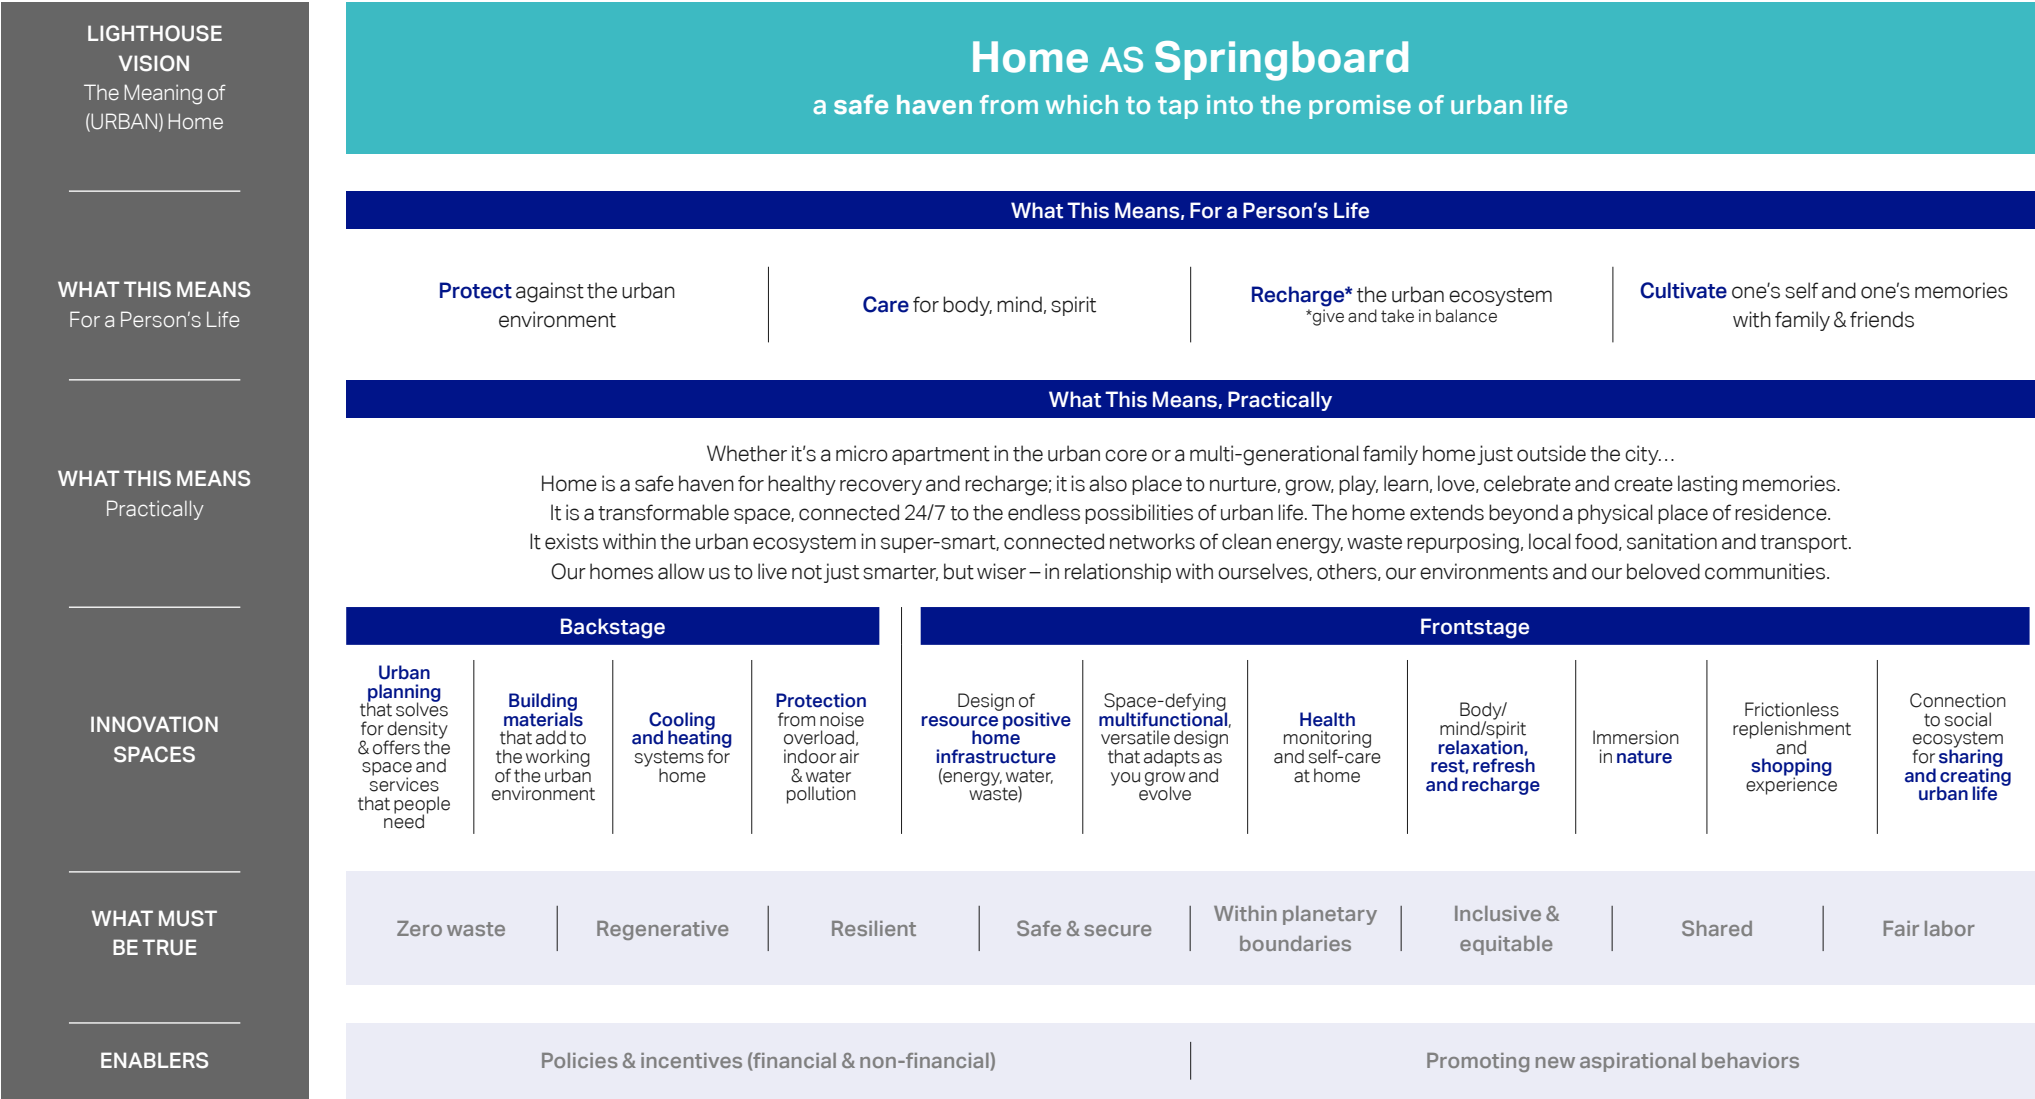 LIGHTHOUSE
VISION
The Meaning of
(URBAN) Home
Home AS Springboard
a safe haven from which to tap into the promise of urban life
What This Means, For a Person's Life
WHAT THIS MEANS
For a Person's Life
Protect against the urban
environment
Care for body, mind, spirit
Recharge* the urban ecosystem
*give and take in balance
Cultivate one's self and one's memories
with family & friends
What This Means, Practically
WHAT THIS MEANS
Practically
Whether it's a micro apartment in the urban core or a multi-generational family home just outside the city…
Home is a safe haven for healthy recovery and recharge; it is also place to nurture, grow, play, learn, love, celebrate and create lasting memories.
It is a transformable space, connected 24/7 to the endless possibilities of urban life. The home extends beyond a physical place of residence.
It exists within the urban ecosystem in super-smart, connected networks of clean energy, waste repurposing, local food, sanitation and transport.
Our homes allow us to live not just smarter, but wiser – in relationship with ourselves, others, our environments and our beloved communities.
INNOVATION
SPACES
Backstage
Urban
planning
that solves
for density
& offers the
space and
services
that people
need
Building
materials
that add to
the working
of the urban
environment
Cooling
and heating
systems for
home
Protection
from noise
overload,
indoor air
& water
pollution
Frontstage
Design of
resource positive
home
infrastructure
(energy, water,
waste)
Space-defying
multifunctional,
versatile design
that adapts as
you grow and
evolve
Health
monitoring
and self-care
at home
Body/
mind/spirit
relaxation,
rest, refresh
and recharge
Immersion
in nature
Frictionless
replenishment
and
shopping
experience
Connection
to social
ecosystem
for sharing
and creating
urban life
WHAT MUST
BE TRUE
Zero waste
Regenerative
Resilient
Safe & secure
Within planetary
boundaries
Inclusive &
equitable
Shared
Fair labor
ENABLERS
Policies & incentives (financial & non-financial)
Promoting new aspirational behaviors